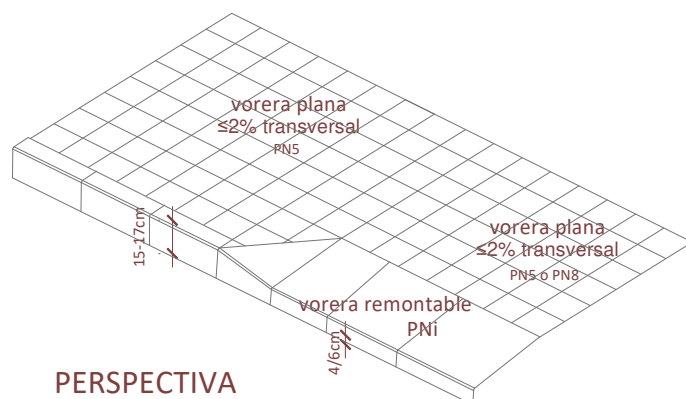 vorera plana
≤2% transversal
PN5
15-17cm
vorera plana
≤2% transversal
PN5 o PN8
vorera remontable
PNi
4/6cm
PERSPECTIVA